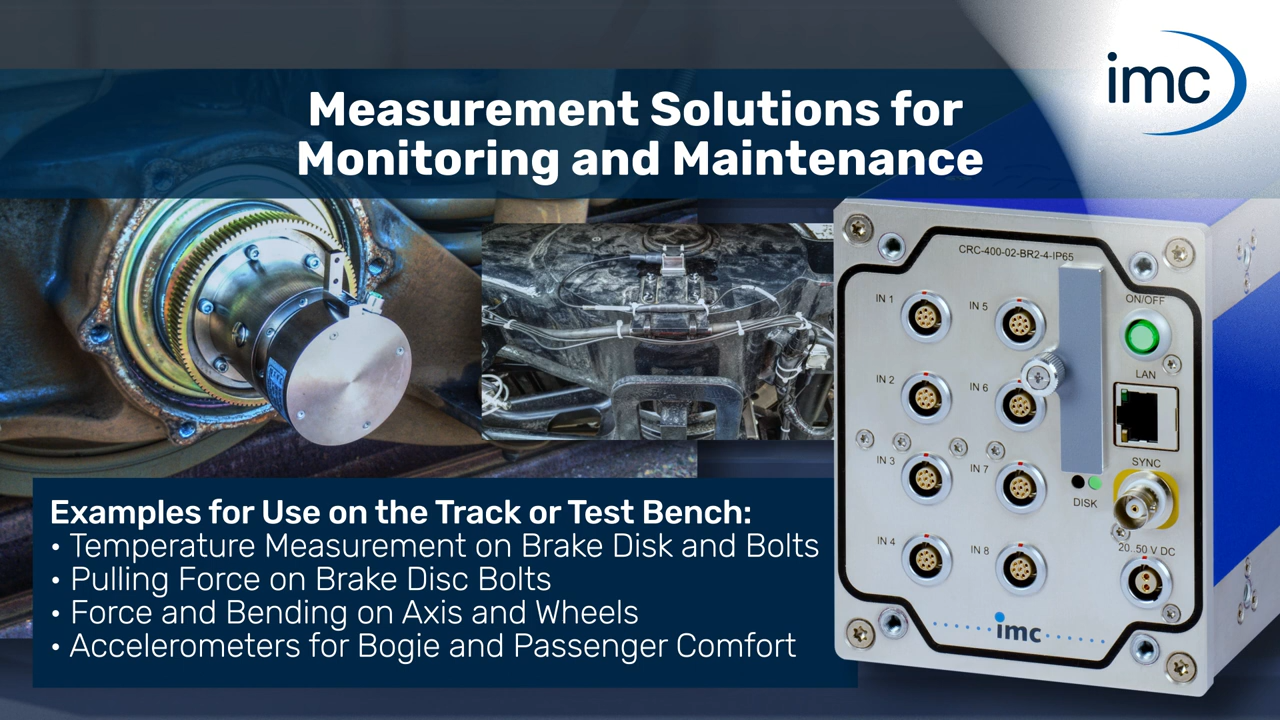 imc
Measurement Solutions for
Monitoring and Maintenance
CRC-400-02-BR2-4-IP65
IN 1
IN 5
ON/OFF
LAN
IN 2
IN 6
IN 3
IN 7
SYNC
DISK
IN 4
IN 8
20..50 V DC
imc
Examples for Use on the Track or Test Bench:
• Temperature Measurement on Brake Disk and Bolts
• Pulling Force on Brake Disc Bolts
• Force and Bending on Axis and Wheels
• Accelerometers for Bogie and Passenger Comfort